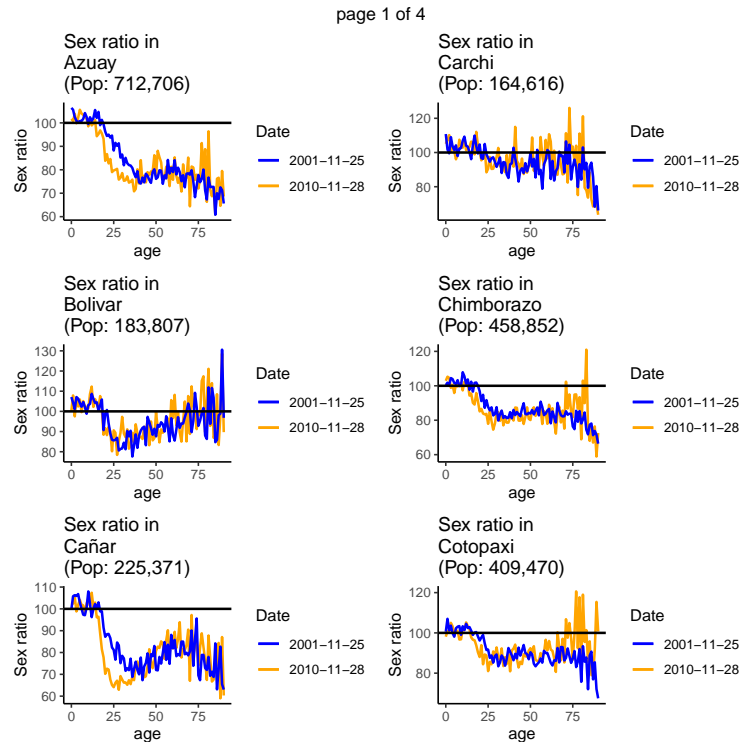 page 1 of 4
Sex ratio in
Azuay
(Pop: 712,706)
100
90
80
70
60
Sex ratio
0 25 50 75
age
Date
2001−11−25
2010−11−28
Sex ratio in
Carchi
(Pop: 164,616)
120
100
80
Sex ratio
0 25 50 75
age
Date
2001−11−25
2010−11−28
Sex ratio in
Bolivar
(Pop: 183,807)
130
120
110
100
90
80
Sex ratio
0 25 50 75
age
Date
2001−11−25
2010−11−28
Sex ratio in
Chimborazo
(Pop: 458,852)
120
100
80
60
Sex ratio
0 25 50 75
age
Date
2001−11−25
2010−11−28
Sex ratio in
Cañar
(Pop: 225,371)
110
100
90
80
70
60
Sex ratio
0 25 50 75
age
Date
2001−11−25
2010−11−28
Sex ratio in
Cotopaxi
(Pop: 409,470)
120
100
80
Sex ratio
0 25 50 75
age
Date
2001−11−25
2010−11−28